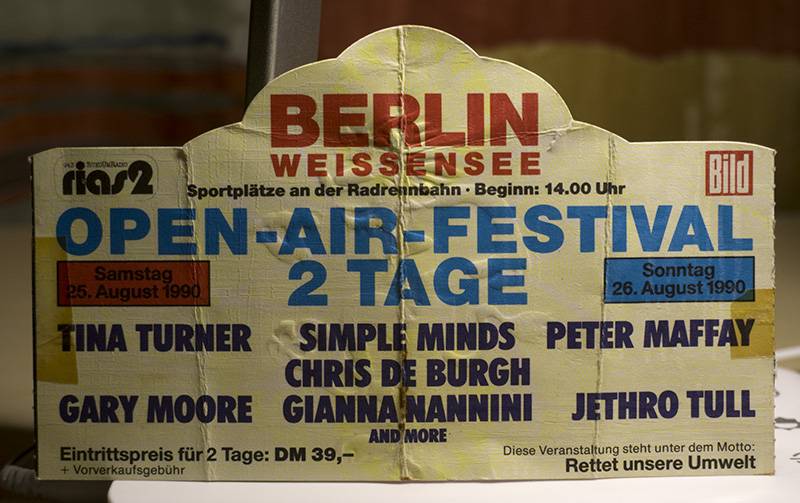 BERLIN
WEISSENSEE
rias2
Bild
Sportplätze an der Radrennbahn · Beginn: 14.00 Uhr
OPEN-AIR-FESTIVAL
2 TAGE
Samstag
25. August 1990
Sonntag
26. August 1990
TINA TURNER SIMPLE MINDS PETER MAFFAY
CHRIS DE BURGH
GARY MOORE GIANNA NANNINI JETHRO TULL
AND MORE
Eintrittspreis für 2 Tage: DM 39,–
+ Vorverkaufsgebühr
Diese Veranstaltung steht unter dem Motto:
Rettet unsere Umwelt